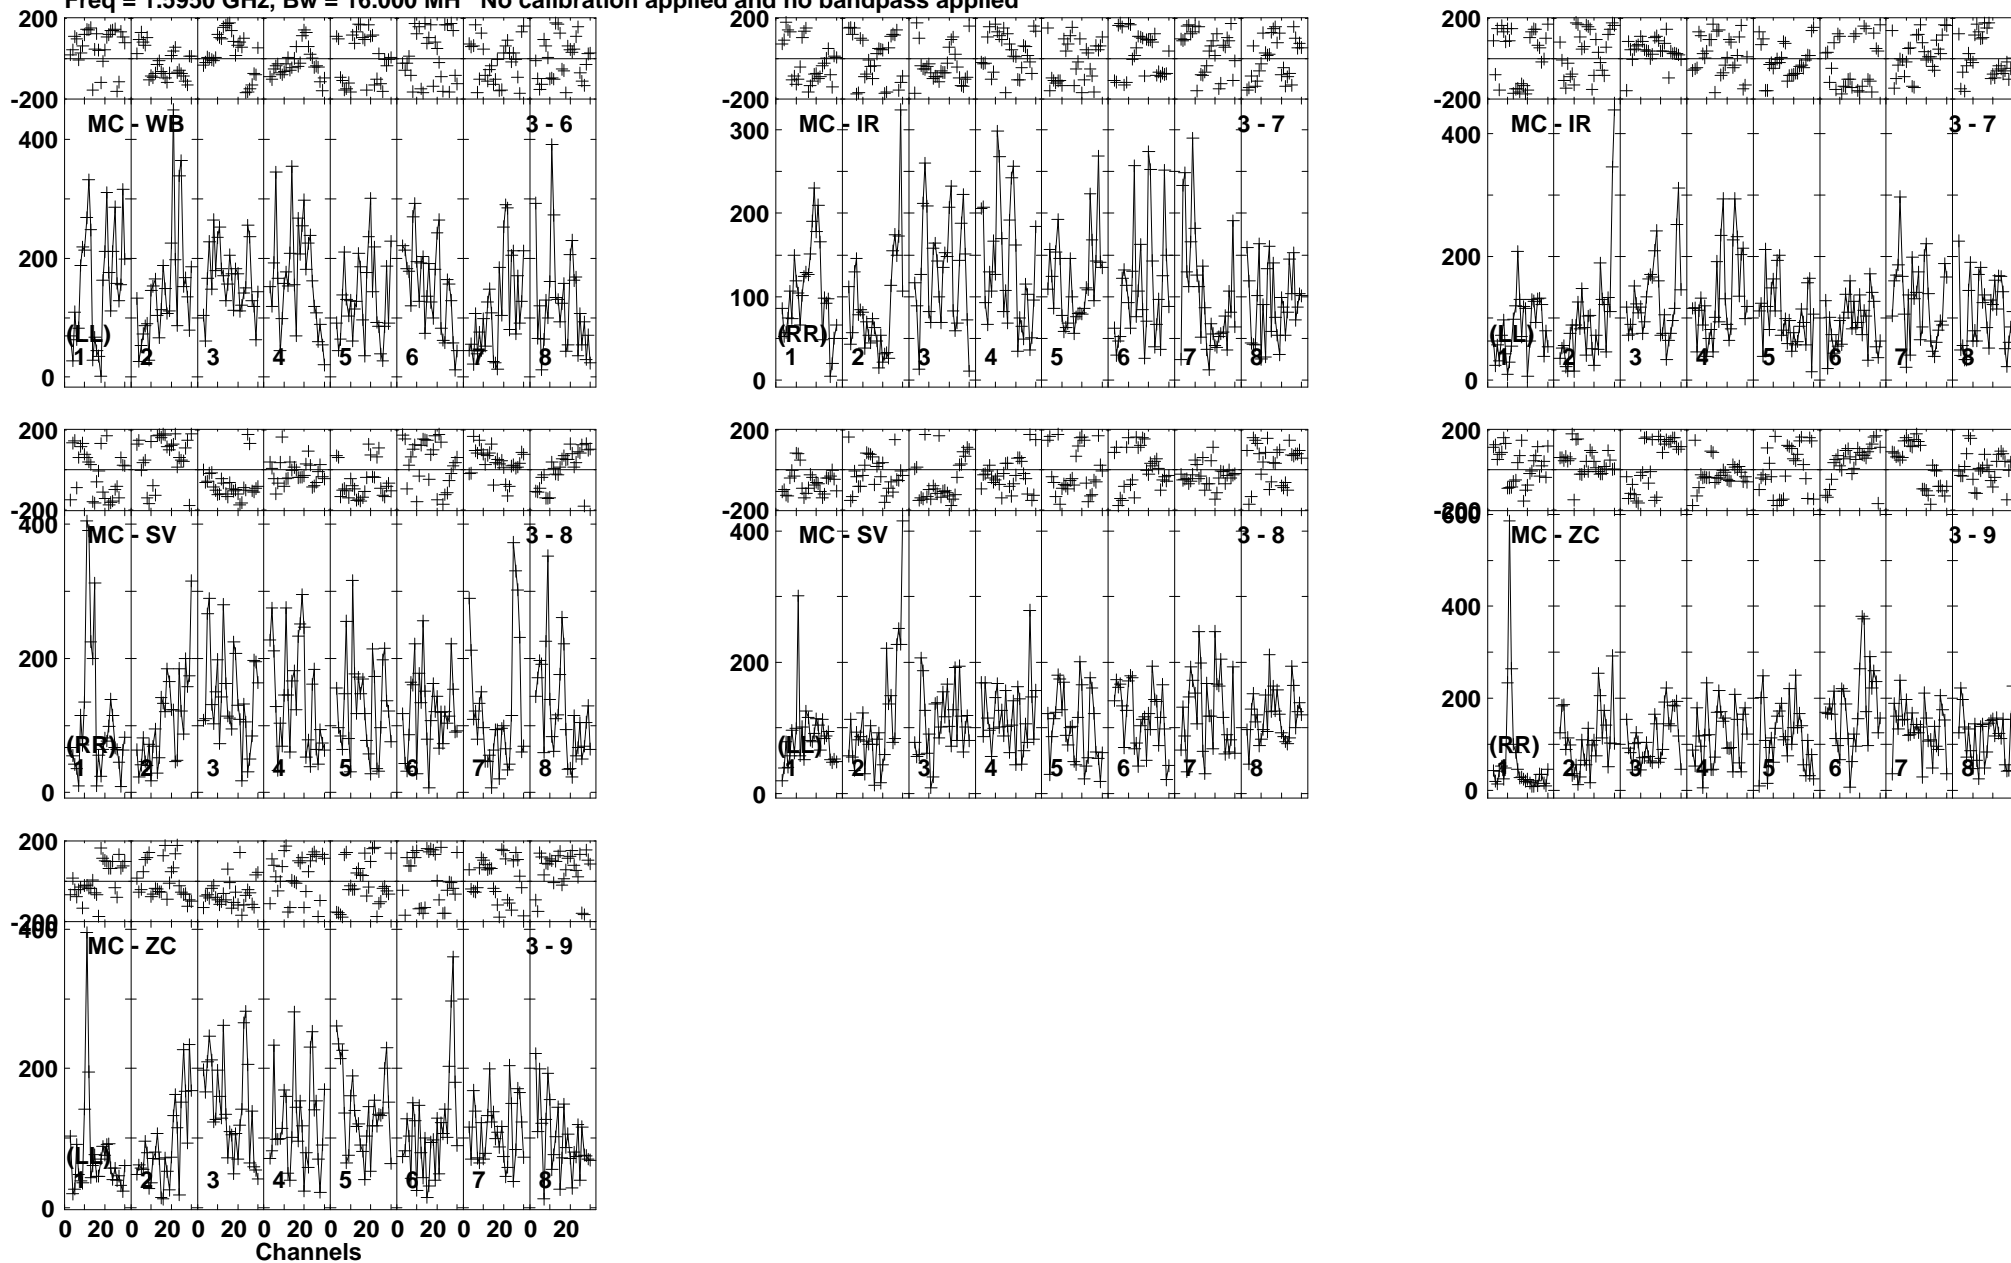 Freq = 1.5950 GHz, Bw = 16.000 MH No calibration applied and no bandpass applied
200 200 200
-200 -200 -200
MC - WB 3 - 6 MC - IR 3 - 7 MC - IR 3 - 7
400 300 400
200 200 200
100
(LL) (RR) (LL)
1 2 3 4 5 6 7 8 1 2 3 4 5 6 7 8 1 2 3 4 5 6 7 8
0 0 0
200 200 200
-200 -200 -200
400 400 600
MC - SV 3 - 8 MC - SV 3 - 8 MC - ZC 3 - 9
400
200 200 200
(RR) (LL) (RR)
1 2 3 4 5 6 7 8 1 2 3 4 5 6 7 8 1 2 3 4 5 6 7 8
0 0 0
200
-200
400
MC - ZC 3 - 9
200
(LL)
1 2 3 4 5 6 7 8
0
0 20 0 20 0 20 0 20 0 20 0 20 0 20 0 20
Channels